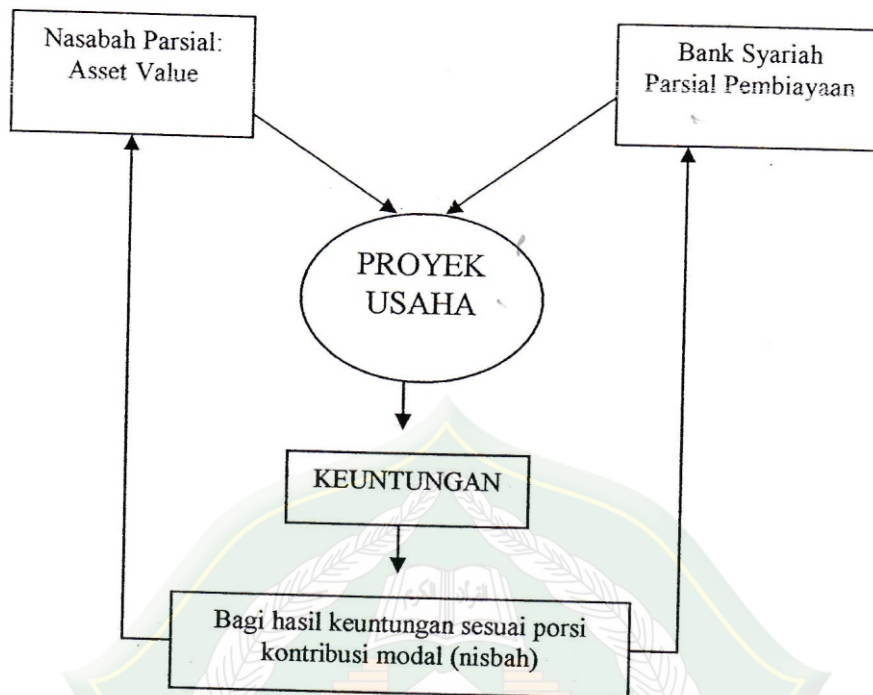 Nasabah Parsial:
Asset Value
Bank Syariah
Parsial Pembiayaan
PROYEK
USAHA
KEUNTUNGAN
Bagi hasil keuntungan sesuai porsi
kontribusi modal (nisbah)